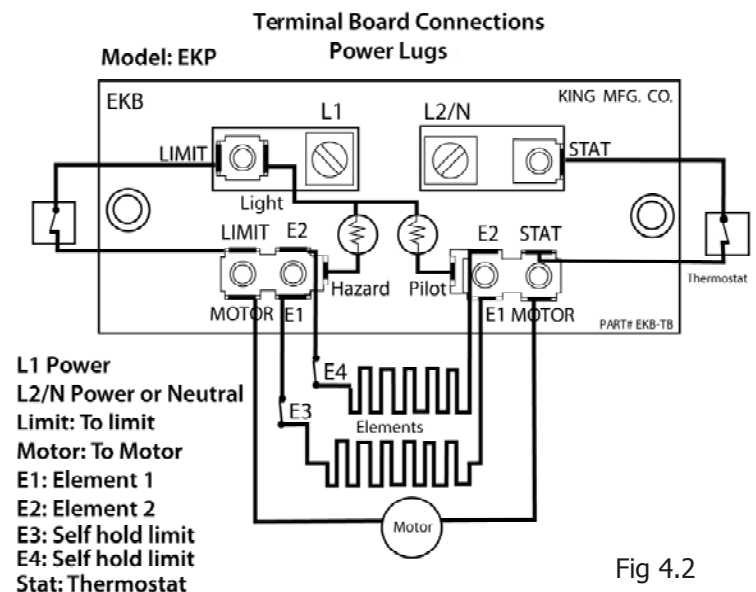 Terminal Board Connections
Power Lugs
Model: EKP
EKB
KING MFG. CO.
L1
L2/N
LIMIT
STAT
Light
LIMIT
E2
E2
STAT
Thermostat
Hazard
Pilot
MOTOR
E1
E1
MOTOR
PART# EKB-TB
L1 Power
L2/N Power or Neutral
Limit: To limit
Motor: To Motor
E1: Element 1
E2: Element 2
E3: Self hold limit
E4: Self hold limit
Stat: Thermostat
E4
E3
Elements
Motor
Fig 4.2